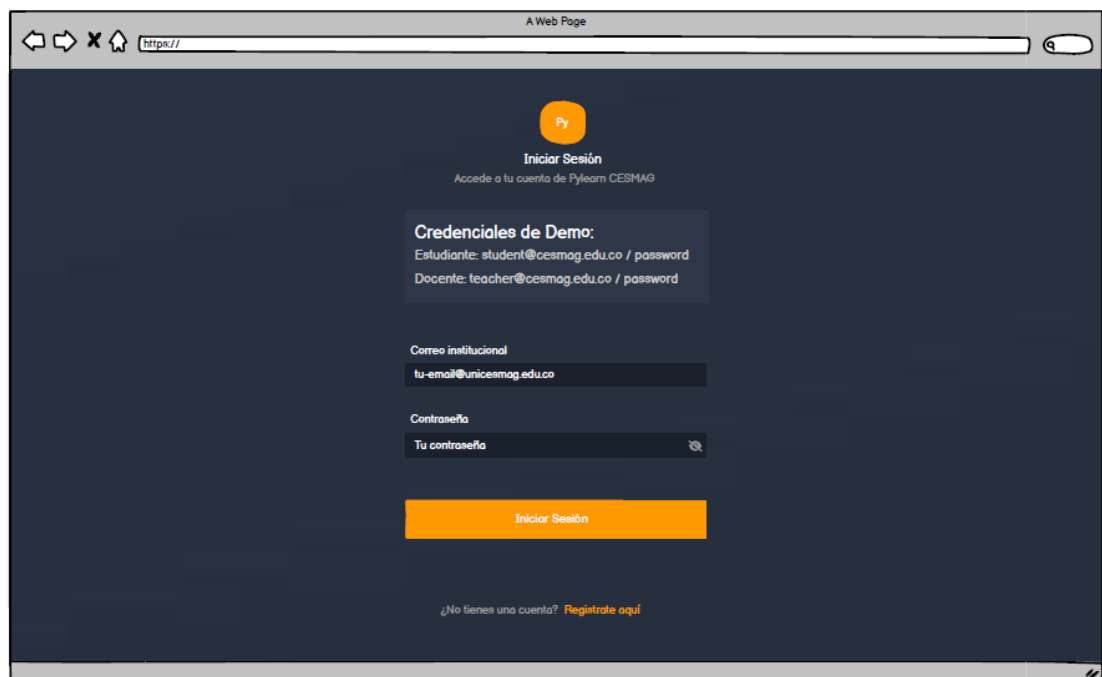 A Web Page
https://
Py
Iniciar Sesión
Accede a tu cuenta de Pylearn CESMAG
Credenciales de Demo:
Estudiante: student@cesmag.edu.co / password
Docente: teacher@cesmag.edu.co / password
Correo institucional
tu-email@unicesmag.edu.co
Contraseña
Tu contraseña
Iniciar Sesión
¿No tienes una cuenta? Registrate aquí